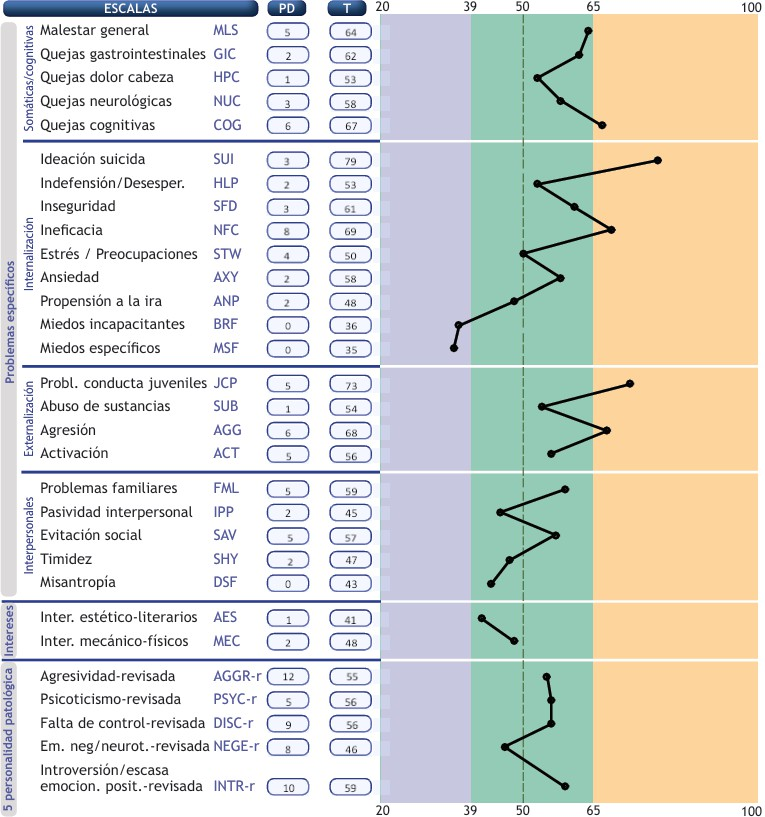 ESCALAS PD T 20 39 50 65 100
Problemas específicos
Somáticas/cognitivas
Malestar general MLS 5 64
Quejas gastrointestinales GIC 2 62
Quejas dolor cabeza HPC 1 53
Quejas neurológicas NUC 3 58
Quejas cognitivas COG 6 67
Internalización
Ideación suicida SUI 3 79
Indefensión/Desesper. HLP 2 53
Inseguridad SFD 3 61
Ineficacia NFC 8 69
Estrés / Preocupaciones STW 4 50
Ansiedad AXY 2 58
Propensión a la ira ANP 2 48
Miedos incapacitantes BRF 0 36
Miedos específicos MSF 0 35
Externalización
Probl. conducta juveniles JCP 5 73
Abuso de sustancias SUB 1 54
Agresión AGG 6 68
Activación ACT 5 56
Interpersonales
Problemas familiares FML 5 59
Pasividad interpersonal IPP 2 45
Evitación social SAV 5 57
Timidez SHY 2 47
Misantropía DSF 0 43
Intereses
Inter. estético-literarios AES 1 41
Inter. mecánico-físicos MEC 2 48
5 personalidad patológica
Agresividad-revisada AGGR-r 12 55
Psicoticismo-revisada PSYC-r 5 56
Falta de control-revisada DISC-r 9 56
Em. neg/neurot.-revisada NEGE-r 8 46
Introversión/escasa
emocion. posit.-revisada INTR-r 10 59
20 39 50 65 100